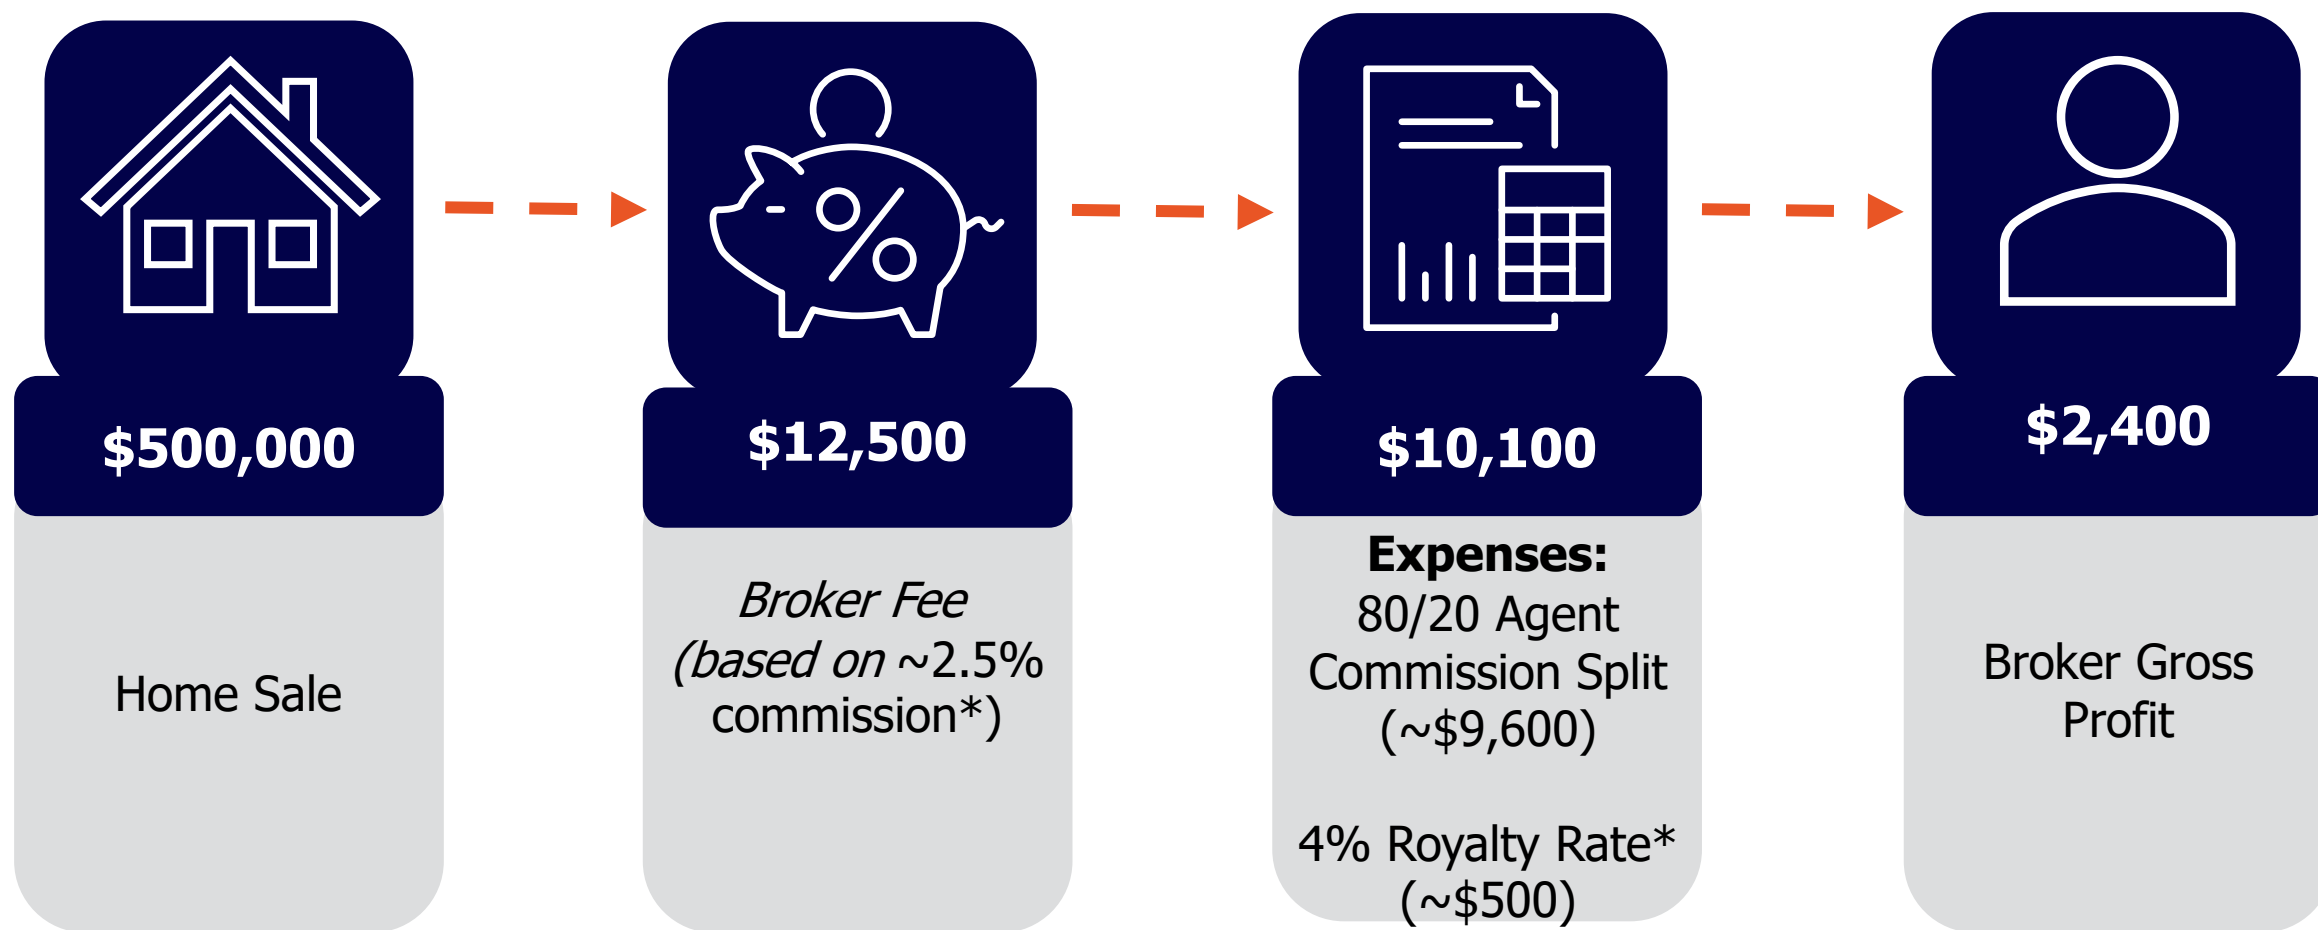 $500,000
Home Sale
$12,500
Broker Fee
(based on ~2.5%
commission*)
$10,100
Expenses:
80/20 Agent
Commission Split
(~$9,600)
4% Royalty Rate*
(~$500)
$2,400
Broker Gross
Profit